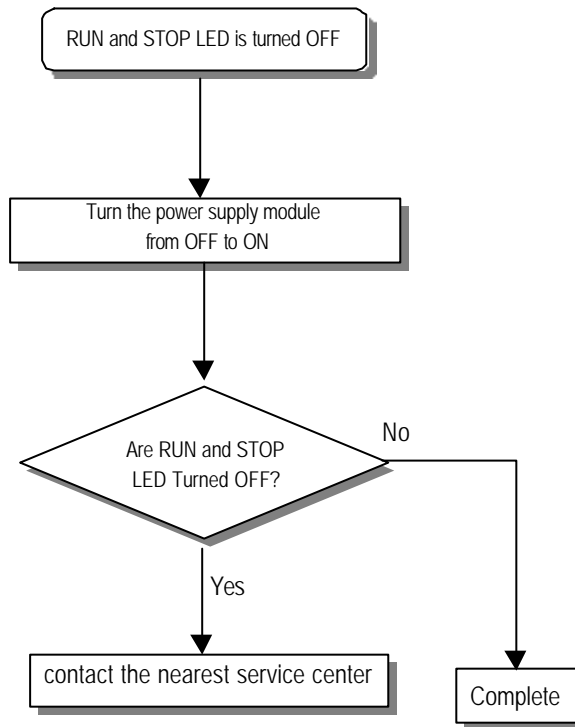 RUN and STOP LED is turned OFF
Turn the power supply module
from OFF to ON
Are RUN and STOP
LED Turned OFF?
No
Yes
contact the nearest service center
Complete